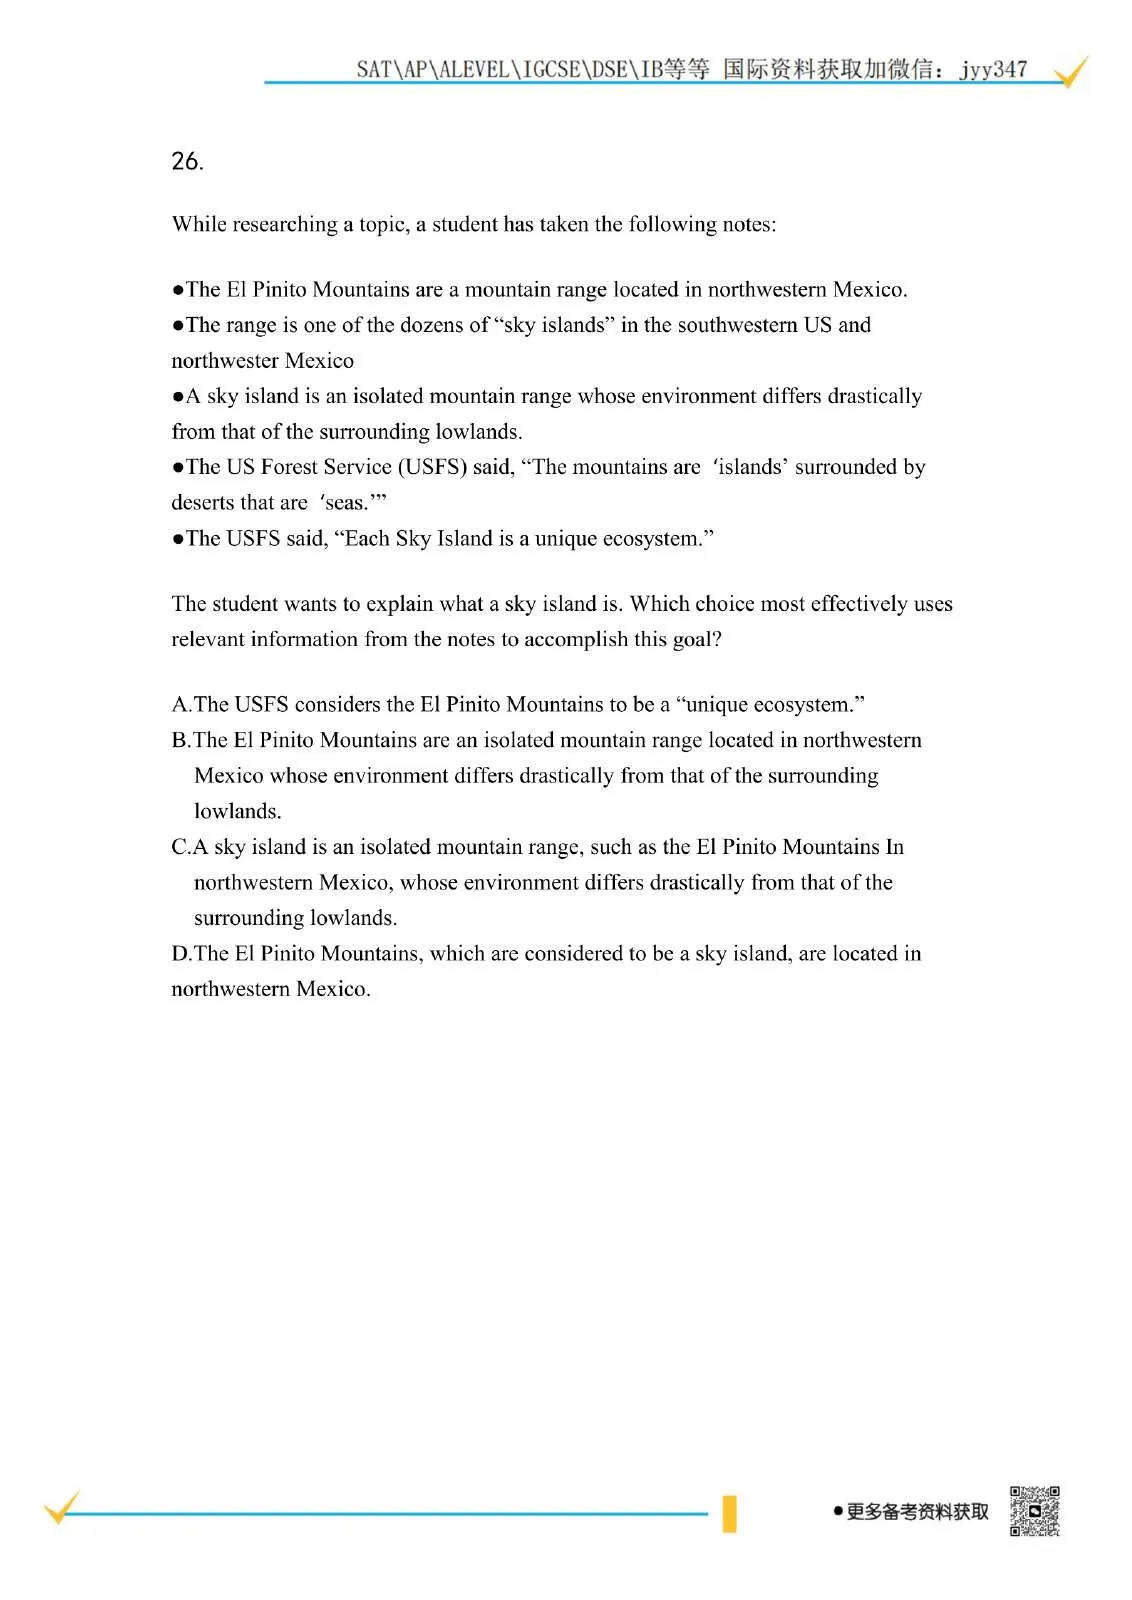 SAT\AP\ALEVEL\IGCSE\DSE\IB等等 国际资料获取加微信：jyy347
26.
While researching a topic, a student has taken the following notes:
●The El Pinito Mountains are a mountain range located in northwestern Mexico.
●The range is one of the dozens of “sky islands” in the southwestern US and
northwester Mexico
●A sky island is an isolated mountain range whose environment differs drastically
from that of the surrounding lowlands.
●The US Forest Service (USFS) said, “The mountains are ‘islands’ surrounded by
deserts that are ‘seas.’”
●The USFS said, “Each Sky Island is a unique ecosystem.”
The student wants to explain what a sky island is. Which choice most effectively uses
relevant information from the notes to accomplish this goal?
A.The USFS considers the El Pinito Mountains to be a “unique ecosystem.”
B.The El Pinito Mountains are an isolated mountain range located in northwestern
Mexico whose environment differs drastically from that of the surrounding
lowlands.
C.A sky island is an isolated mountain range, such as the El Pinito Mountains In
northwestern Mexico, whose environment differs drastically from that of the
surrounding lowlands.
D.The El Pinito Mountains, which are considered to be a sky island, are located in
northwestern Mexico.
●更多备考资料获取